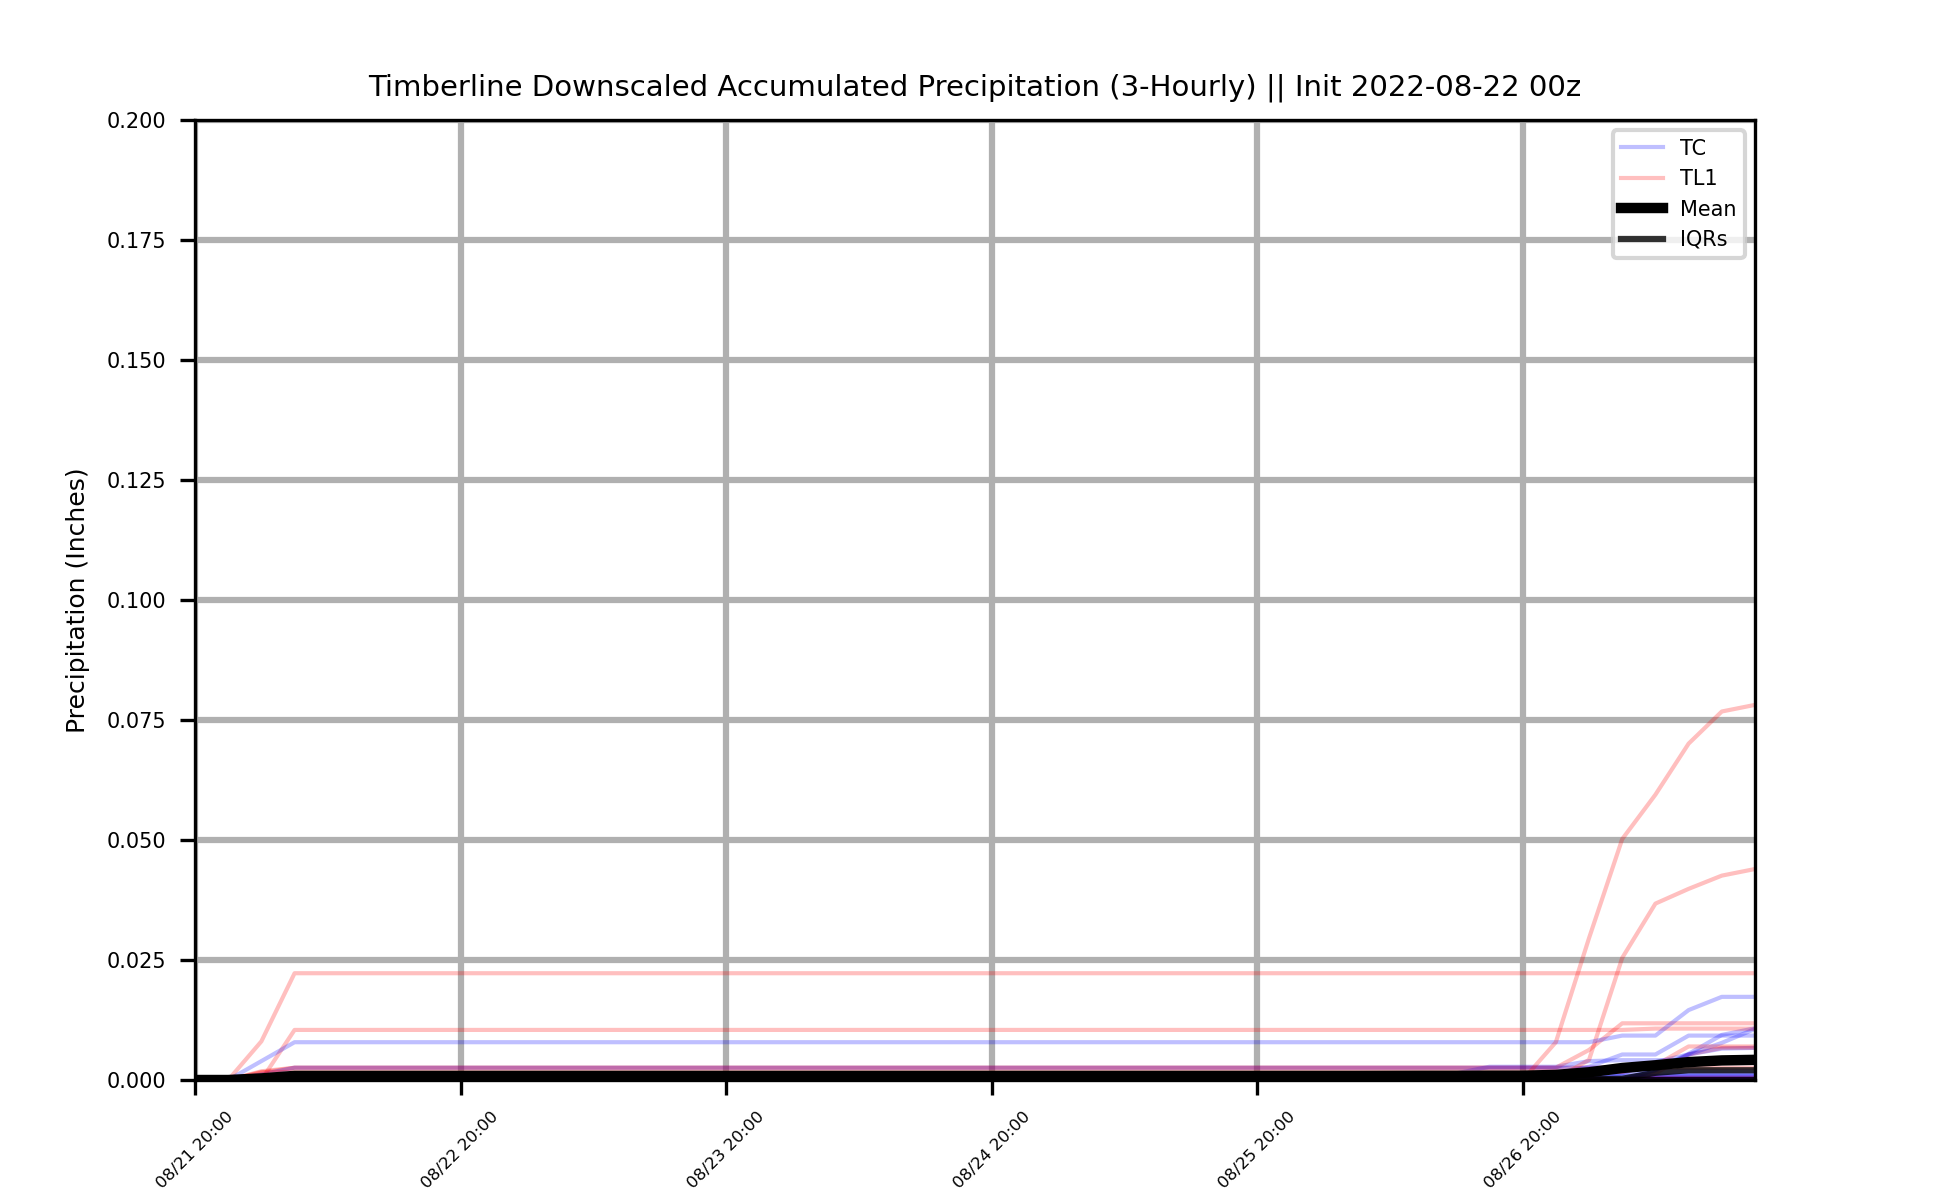 Timberline Downscaled Accumulated Precipitation (3-Hourly) || Init 2022-08-22 00z
0.200
0.175
0.150
0.125
0.100
0.075
0.050
0.025
0.000
Precipitation (Inches)
TC
TL1
Mean
IQRs
08/21 20:00
08/22 20:00
08/23 20:00
08/24 20:00
08/25 20:00
08/26 20:00